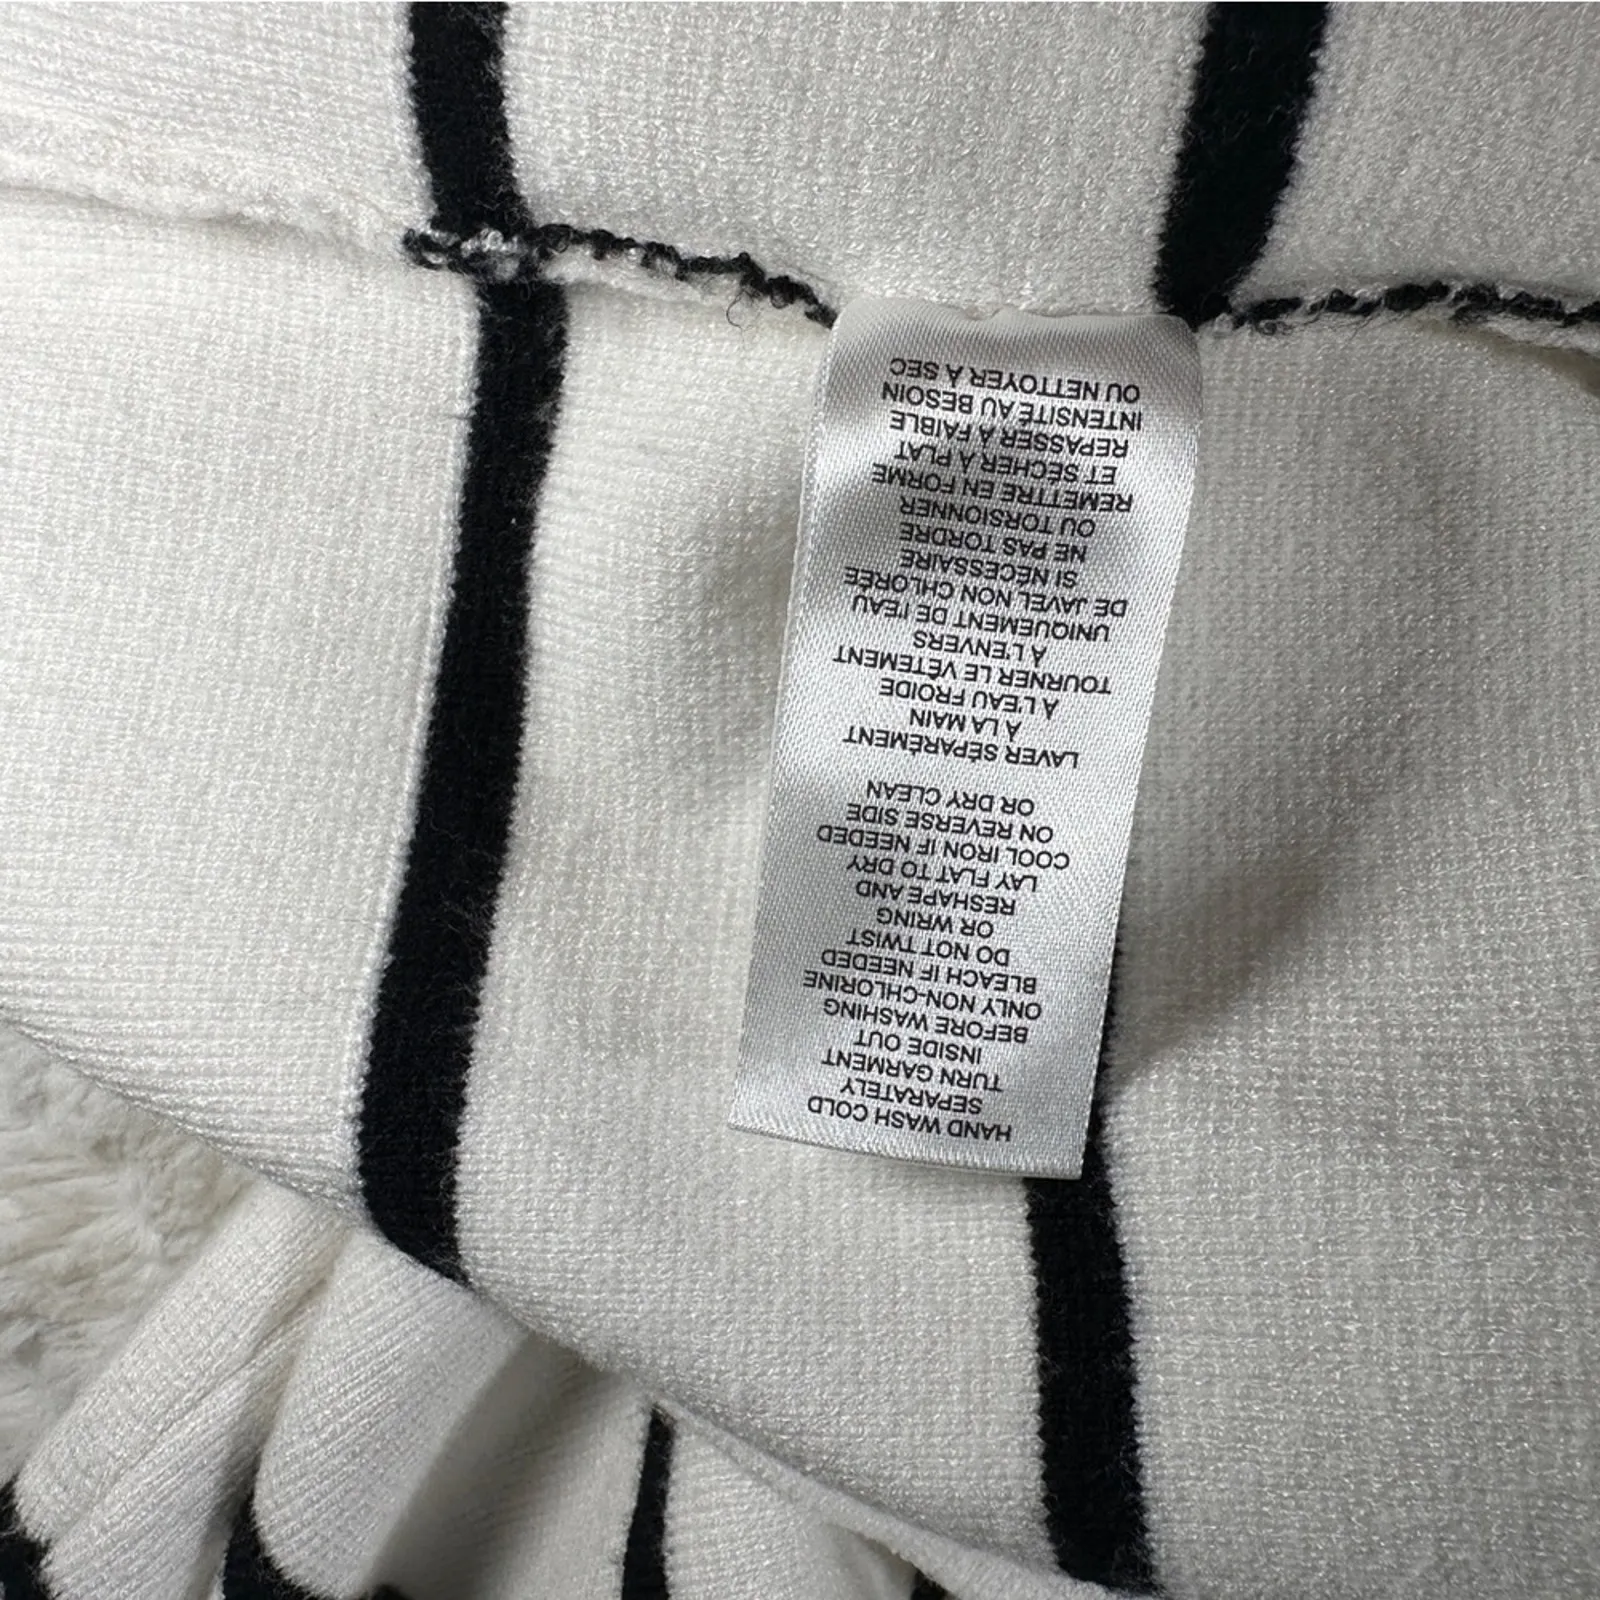 HAND WASH COLD
SEPARATELY
TURN GARMENT
INSIDE OUT
BEFORE WASHING
ONLY NON-CHLORINE
BLEACH IF NEEDED
DO NOT TWIST
OR WRING
RESHAPE AND
LAY FLAT TO DRY
COOL IRON IF NEEDED
ON REVERSE SIDE
OR DRY CLEAN
LAVER SÉPARÉMENT
À LA MAIN
À L'EAU FROIDE
TOURNER LE VÊTEMENT
À L'ENVERS
UNIQUEMENT DE l'EAU
DE JAVEL NON CHLORÉE
SI NÉCESSAIRE
NE PAS TORDRE
OU TORSIONNER
REMETTRE EN FORME
ET SÉCHER À PLAT
REPASSER À FAIBLE
INTENSITÉ AU BESOIN
OU NETTOYER À SEC